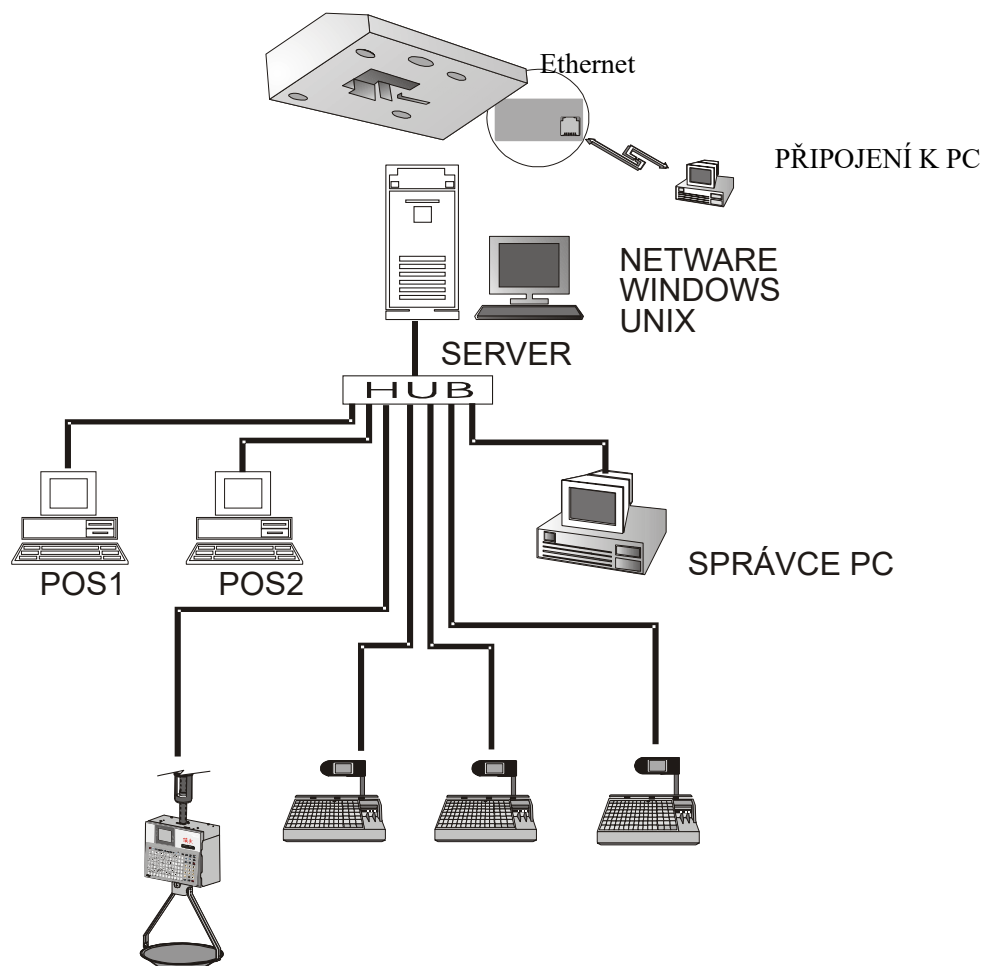 Ethernet
PŘIPOJENÍ K PC
NETWARE
WINDOWS
UNIX
SERVER
HUB
POS1
POS2
SPRÁVCE PC